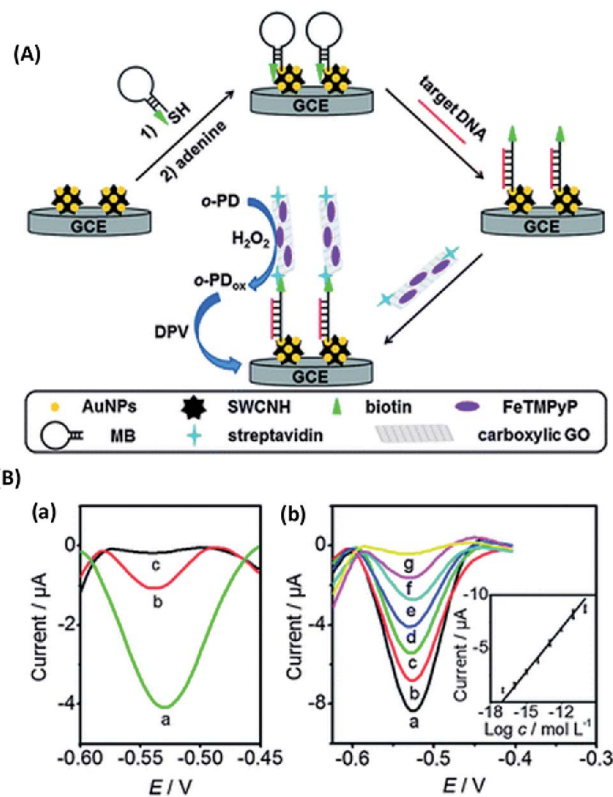 (A)
SH
1)
2) adenine
GCE
target DNA
GCE
GCE
o-PD
H₂O₂
o-PDₒₓ
DPV
GCE
AuNPs SWCNH biotin FeTMPyP
MB streptavidin carboxylic GO
(B)
(a) (b)
Current / μA
0
-2
-4
c
b
a
-0.60 -0.55 -0.50 -0.45
E / V
Current / μA
0
-4
-8
g
f
e
d
c
b
a
-0.6 -0.5 -0.4 -0.3
E / V
Current / μA
-10
-5
-18 -15 -12
Log c / mol L⁻¹